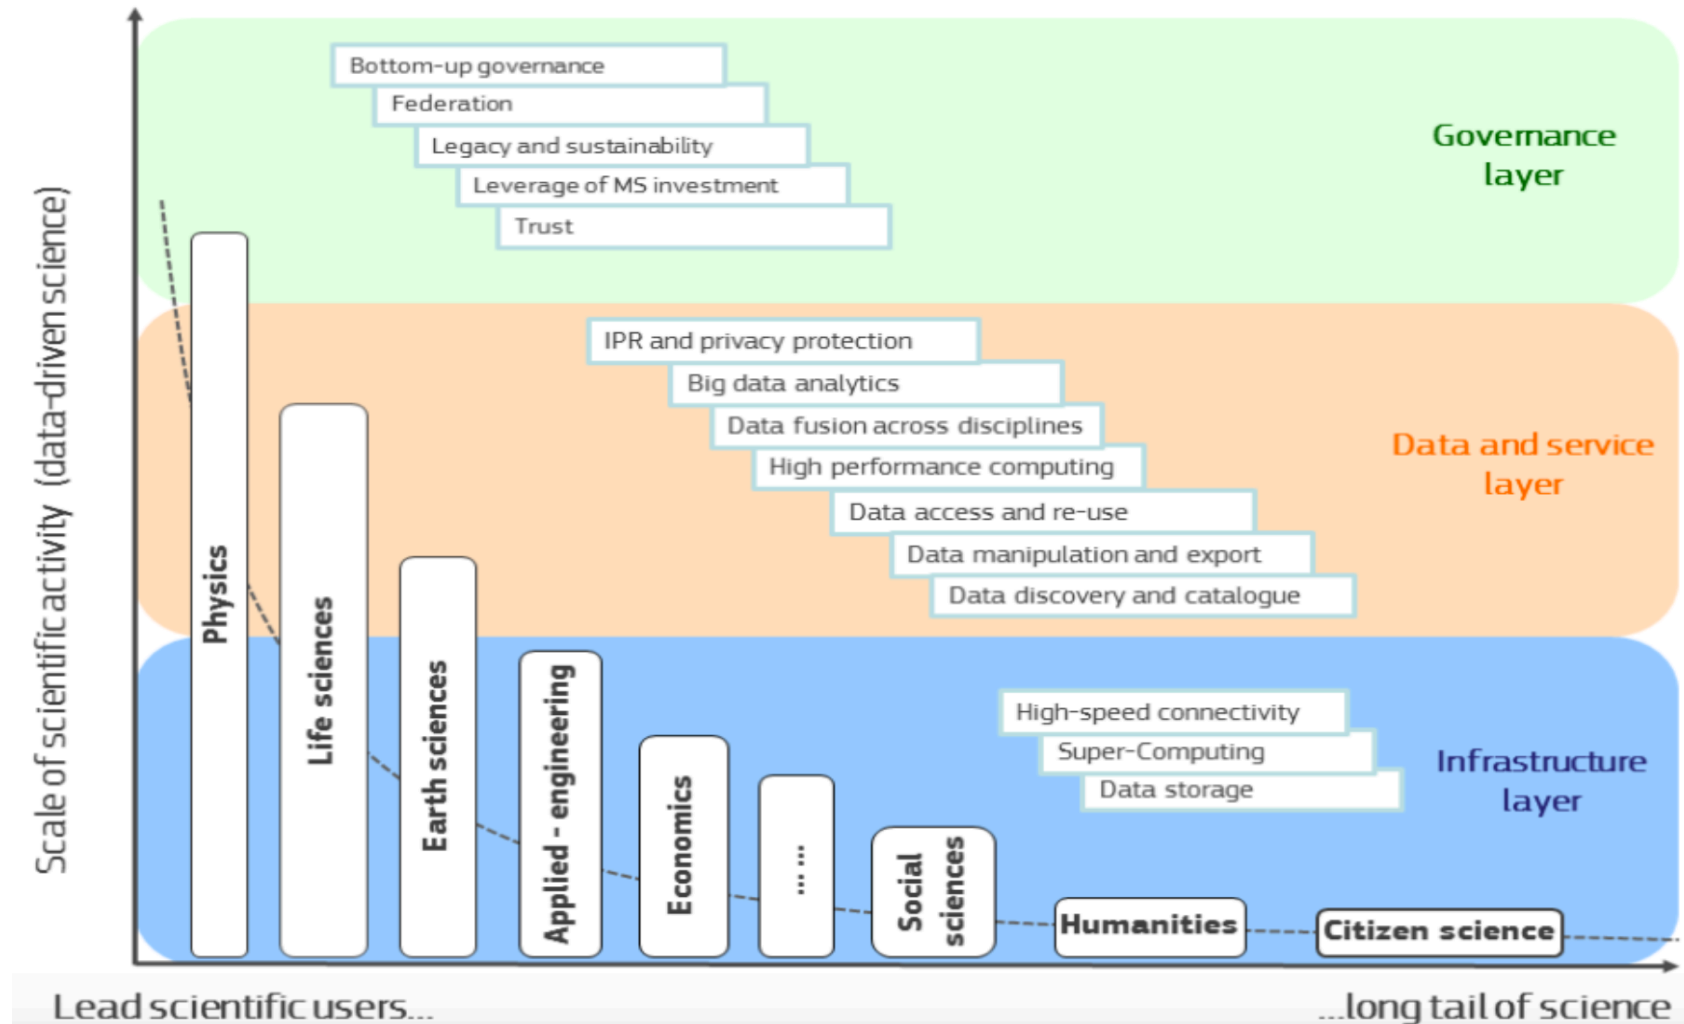 Scale of scientific activity (data-driven science)
Bottom-up governance
Federation
Legacy and sustainability
Leverage of MS investment
Trust
Governance
layer
IPR and privacy protection
Big data analytics
Data fusion across disciplines
High performance computing
Data access and re-use
Data manipulation and export
Data discovery and catalogue
Data and service
layer
High-speed connectivity
Super-Computing
Data storage
Infrastructure
layer
Physics
Life sciences
Earth sciences
Applied - engineering
Economics
... ...
Social
sciences
Humanities
Citizen science
Lead scientific users...
...long tail of science